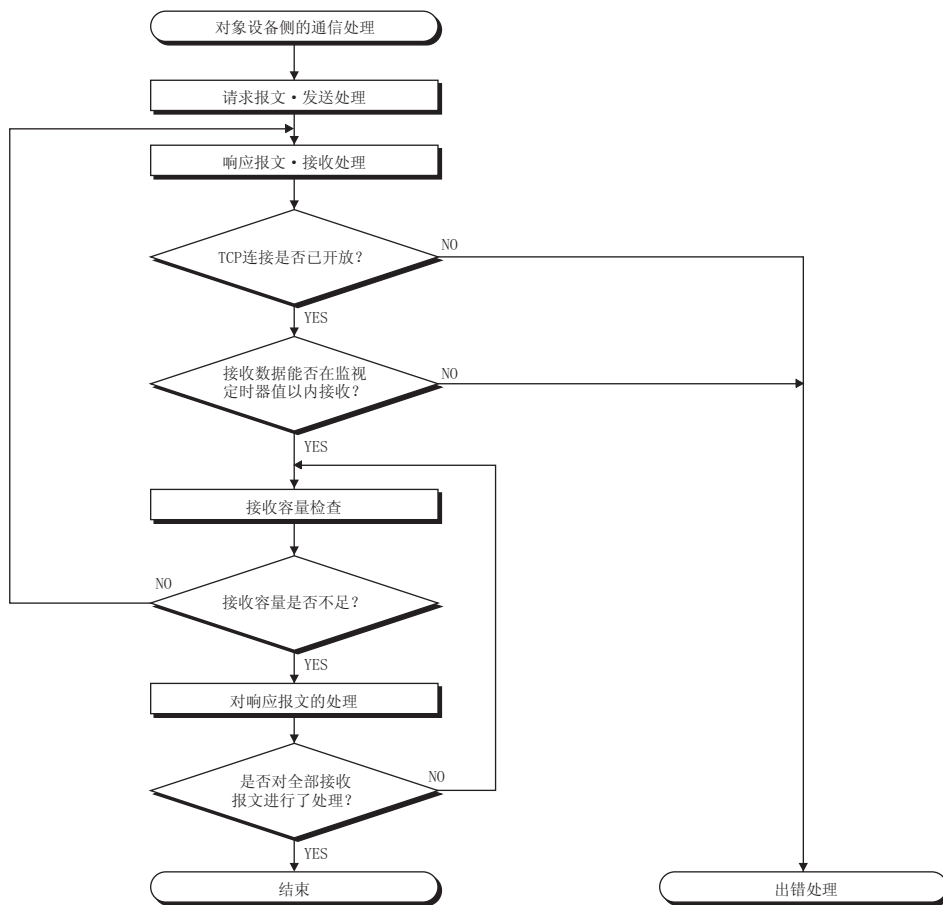 对象设备侧的通信处理
请求报文·发送处理
响应报文·接收处理
TCP连接是否已开放?
NO
YES
接收数据能否在监视
定时器值以内接收?
NO
YES
接收容量检查
NO
接收容量是否不足?
YES
对响应报文的处理
是否对全部接收
报文进行了处理?
NO
YES
结束
出错处理